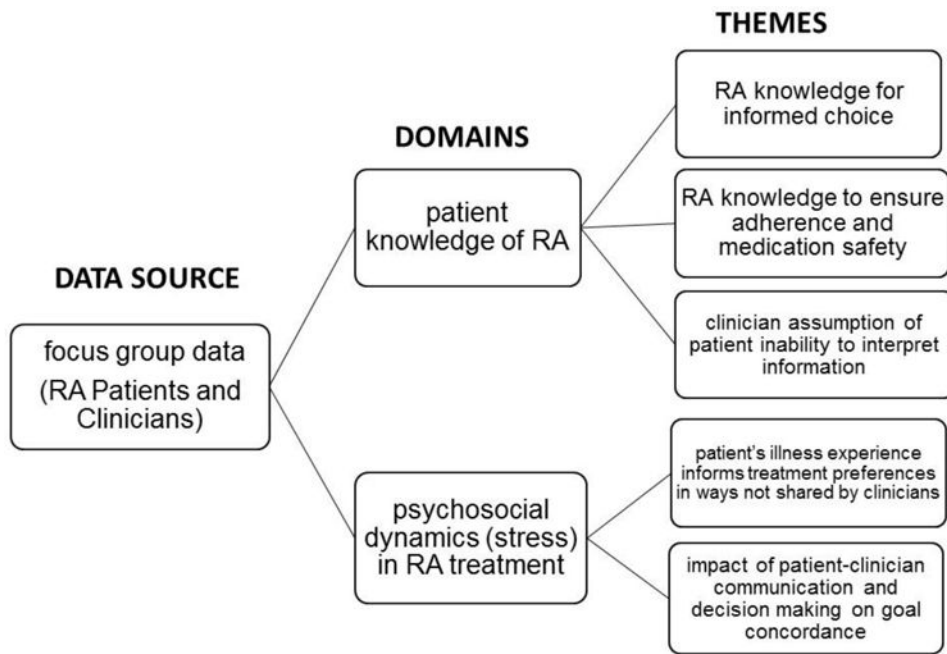 THEMES
RA knowledge for
informed choice
DOMAINS
patient
knowledge of RA
RA knowledge to ensure
adherence and
medication safety
DATA SOURCE
focus group data
(RA Patients and
Clinicians)
clinician assumption of
patient inability to interpret
information
psychosocial
dynamics (stress)
in RA treatment
patient's illness experience
informs treatment preferences
in ways not shared by clinicians
impact of patient-clinician
communication and
decision making on goal
concordance